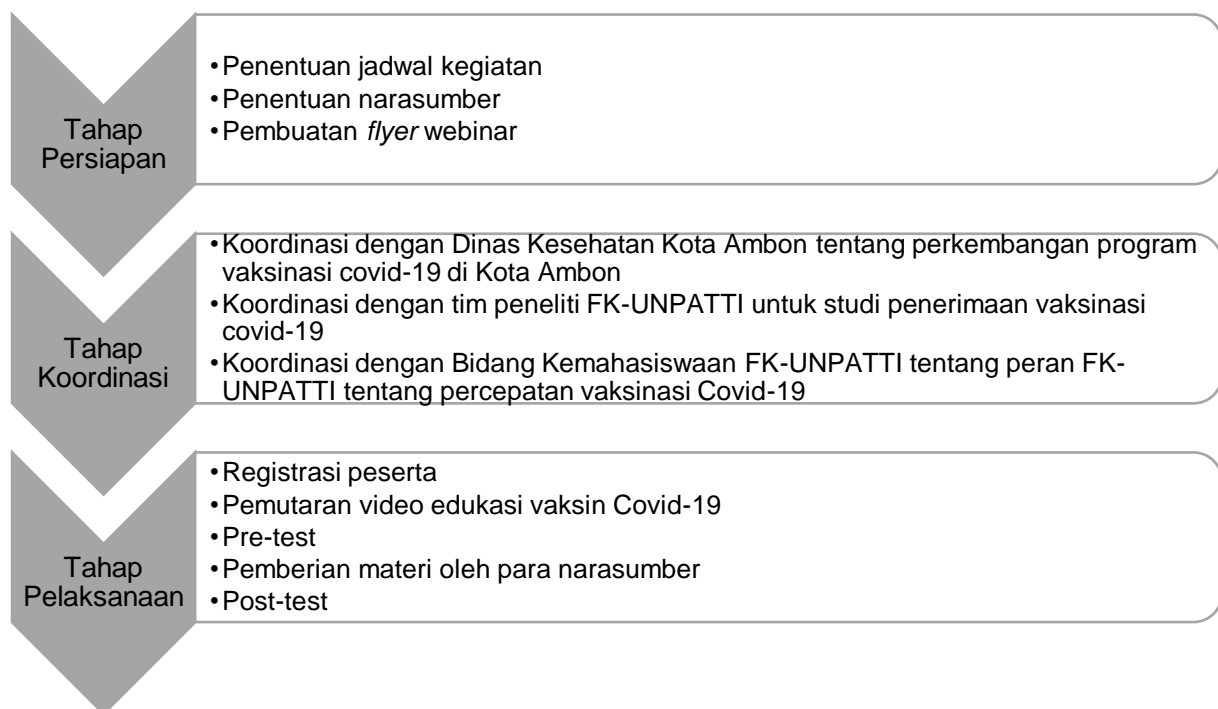 Tahap
Persiapan
•Penentuan jadwal kegiatan
•Penentuan narasumber
•Pembuatan flyer webinar
Tahap
Koordinasi
•Koordinasi dengan Dinas Kesehatan Kota Ambon tentang perkembangan program
vaksinasi covid-19 di Kota Ambon
•Koordinasi dengan tim peneliti FK-UNPATTI untuk studi penerimaan vaksinasi
covid-19
•Koordinasi dengan Bidang Kemahasiswaan FK-UNPATTI tentang peran FK-
UNPATTI tentang percepatan vaksinasi Covid-19
Tahap
Pelaksanaan
•Registrasi peserta
•Pemutaran video edukasi vaksin Covid-19
•Pre-test
•Pemberian materi oleh para narasumber
•Post-test